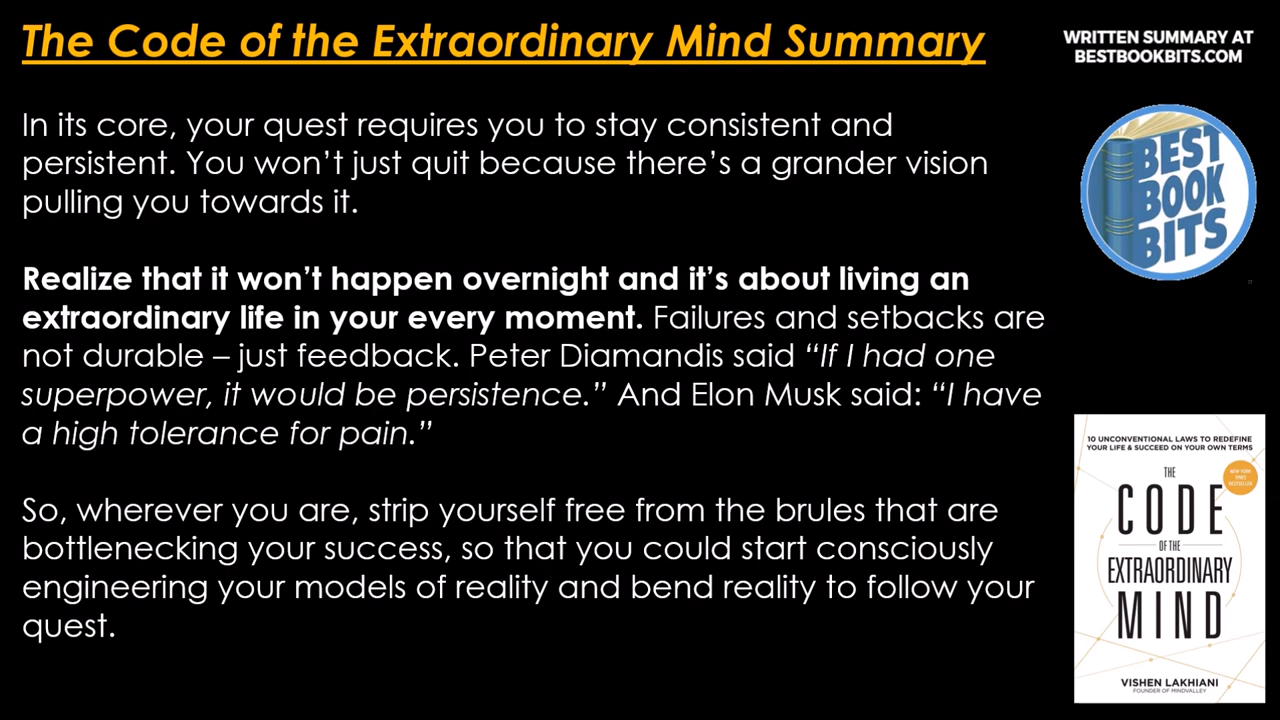 The Code of the Extraordinary Mind Summary
WRITTEN SUMMARY AT
BESTBOOKBITS.COM
In its core, your quest requires you to stay consistent and
persistent. You won’t just quit because there’s a grander vision
pulling you towards it.
BEST
BOOK
BITS
Realize that it won’t happen overnight and it’s about living an
extraordinary life in your every moment. Failures and setbacks are
not durable – just feedback. Peter Diamandis said “If I had one
superpower, it would be persistence.” And Elon Musk said: “I have
a high tolerance for pain.”
So, wherever you are, strip yourself free from the brules that are
bottlenecking your success, so that you could start consciously
engineering your models of reality and bend reality to follow your
quest.
10 UNCONVENTIONAL LAWS TO REDEFINE
YOUR LIFE & SUCCEED ON YOUR OWN TERMS
NEW YORK
TIMES
BESTSELLER
THE
CODE
OF THE
EXTRAORDINARY
MIND
VISHEN LAKHIANI
FOUNDER OF MINDVALLEY